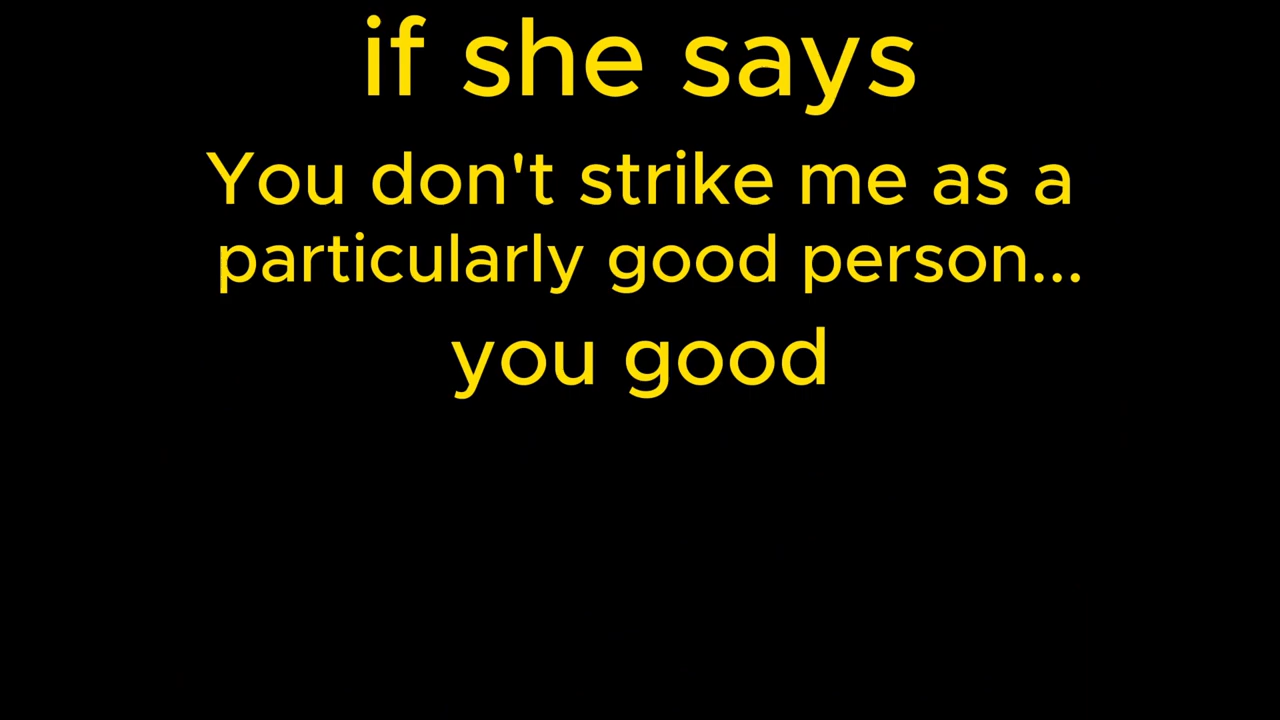 if she says
You don't strike me as a
particularly good person...
you good